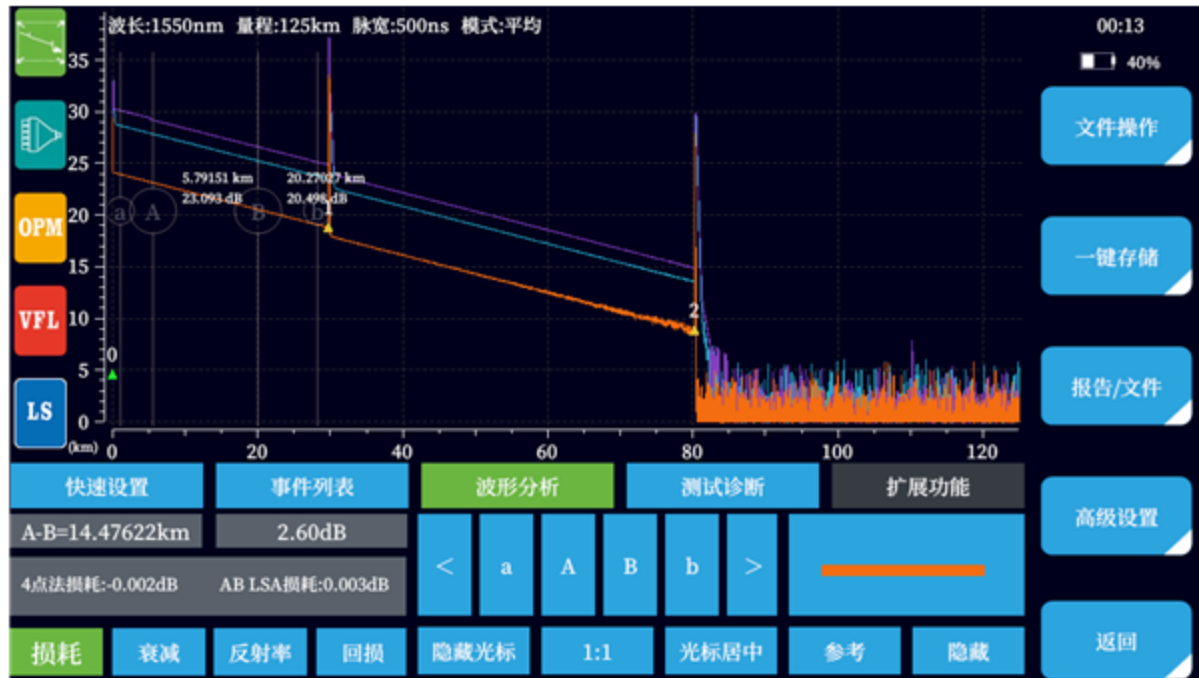 波长:1550nm 量程:125km 脉宽:500ns 模式:平均
00:13
40%
35
30
25
20
15
10
5
0
(km)
0
20
40
60
80
100
120
5.79151 km
23.093 dB
20.27027 km
20.498 dB
a
A
B
b
0
1
2
OPM
VFL
LS
文件操作
一键存储
报告/文件
高级设置
返回
快速设置
事件列表
波形分析
测试诊断
扩展功能
A-B=14.47622km
2.60dB
4点法损耗:-0.002dB
AB LSA损耗:0.003dB
<
a
A
B
b
>
损耗
衰减
反射率
回损
隐藏光标
1:1
光标居中
参考
隐藏